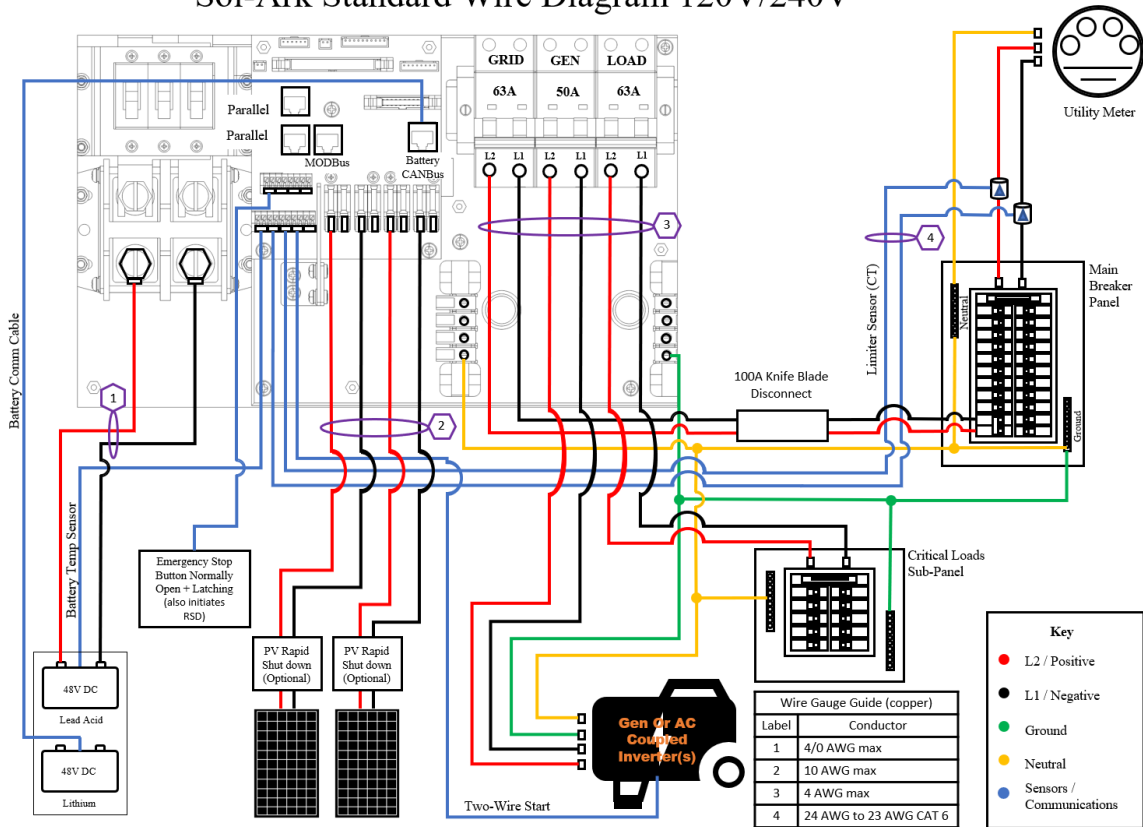 Sol-Ark Standard Wire Diagram 120V/240V
GRID GEN LOAD
63A 50A 63A
L2 L1 L2 L1 L2 L1
Parallel
Parallel
MODBus
Battery
CANBus
Utility Meter
3
4
Main
Breaker
Panel
Neutral
Ground
Limiter Sensor (CT)
100A Knife Blade
Disconnect
Battery Comm Cable
1
2
Battery Temp Sensor
Emergency Stop
Button Normally
Open + Latching
(also initiates
RSD)
Critical Loads
Sub-Panel
PV Rapid
Shut down
(Optional)
PV Rapid
Shut down
(Optional)
48V DC
Lead Acid
48V DC
Lithium
Gen Or AC
Coupled
Inverter(s)
Two-Wire Start
Wire Gauge Guide (copper)
Label Conductor
1 4/0 AWG max
2 10 AWG max
3 4 AWG max
4 24 AWG to 23 AWG CAT 6
Key
L2 / Positive
L1 / Negative
Ground
Neutral
Sensors /
Communications